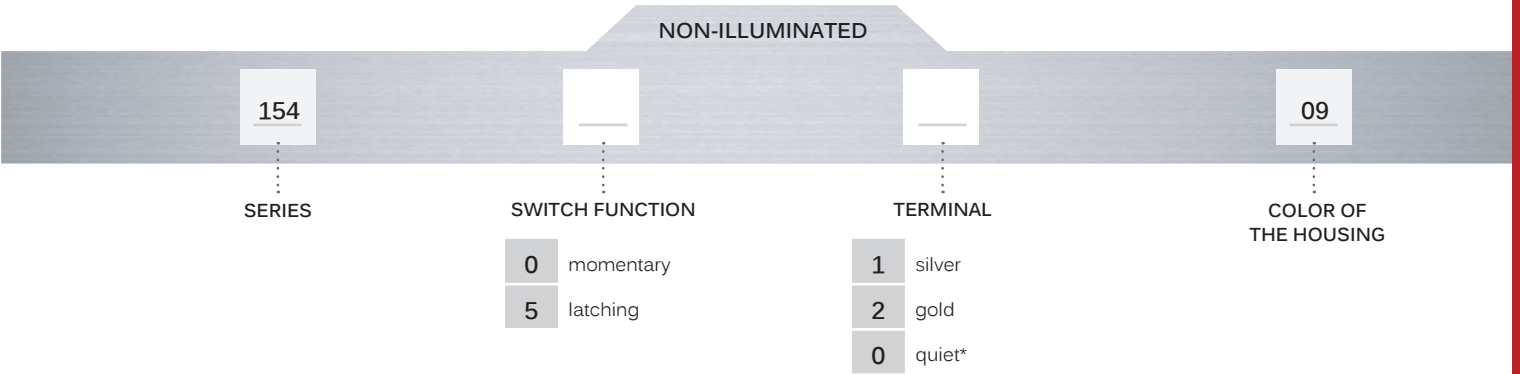 NON-ILLUMINATED
154
09
SERIES
SWITCH FUNCTION
0 momentary
5 latching
TERMINAL
1 silver
2 gold
0 quiet*
COLOR OF
THE HOUSING